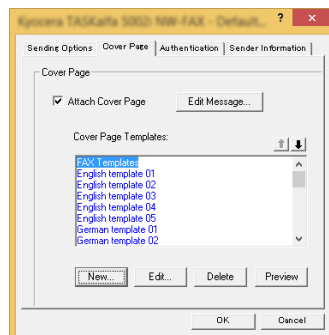 Kyocera TASKalfa 5002i NW-FAX - Default...
Sending Options Cover Page Authentication Sender Information
Cover Page
Attach Cover Page Edit Message...
Cover Page Templates:
FAX Templates
English template 01
English template 02
English template 03
English template 04
English template 05
German template 01
German template 02
New... Edit... Delete Preview
OK Cancel